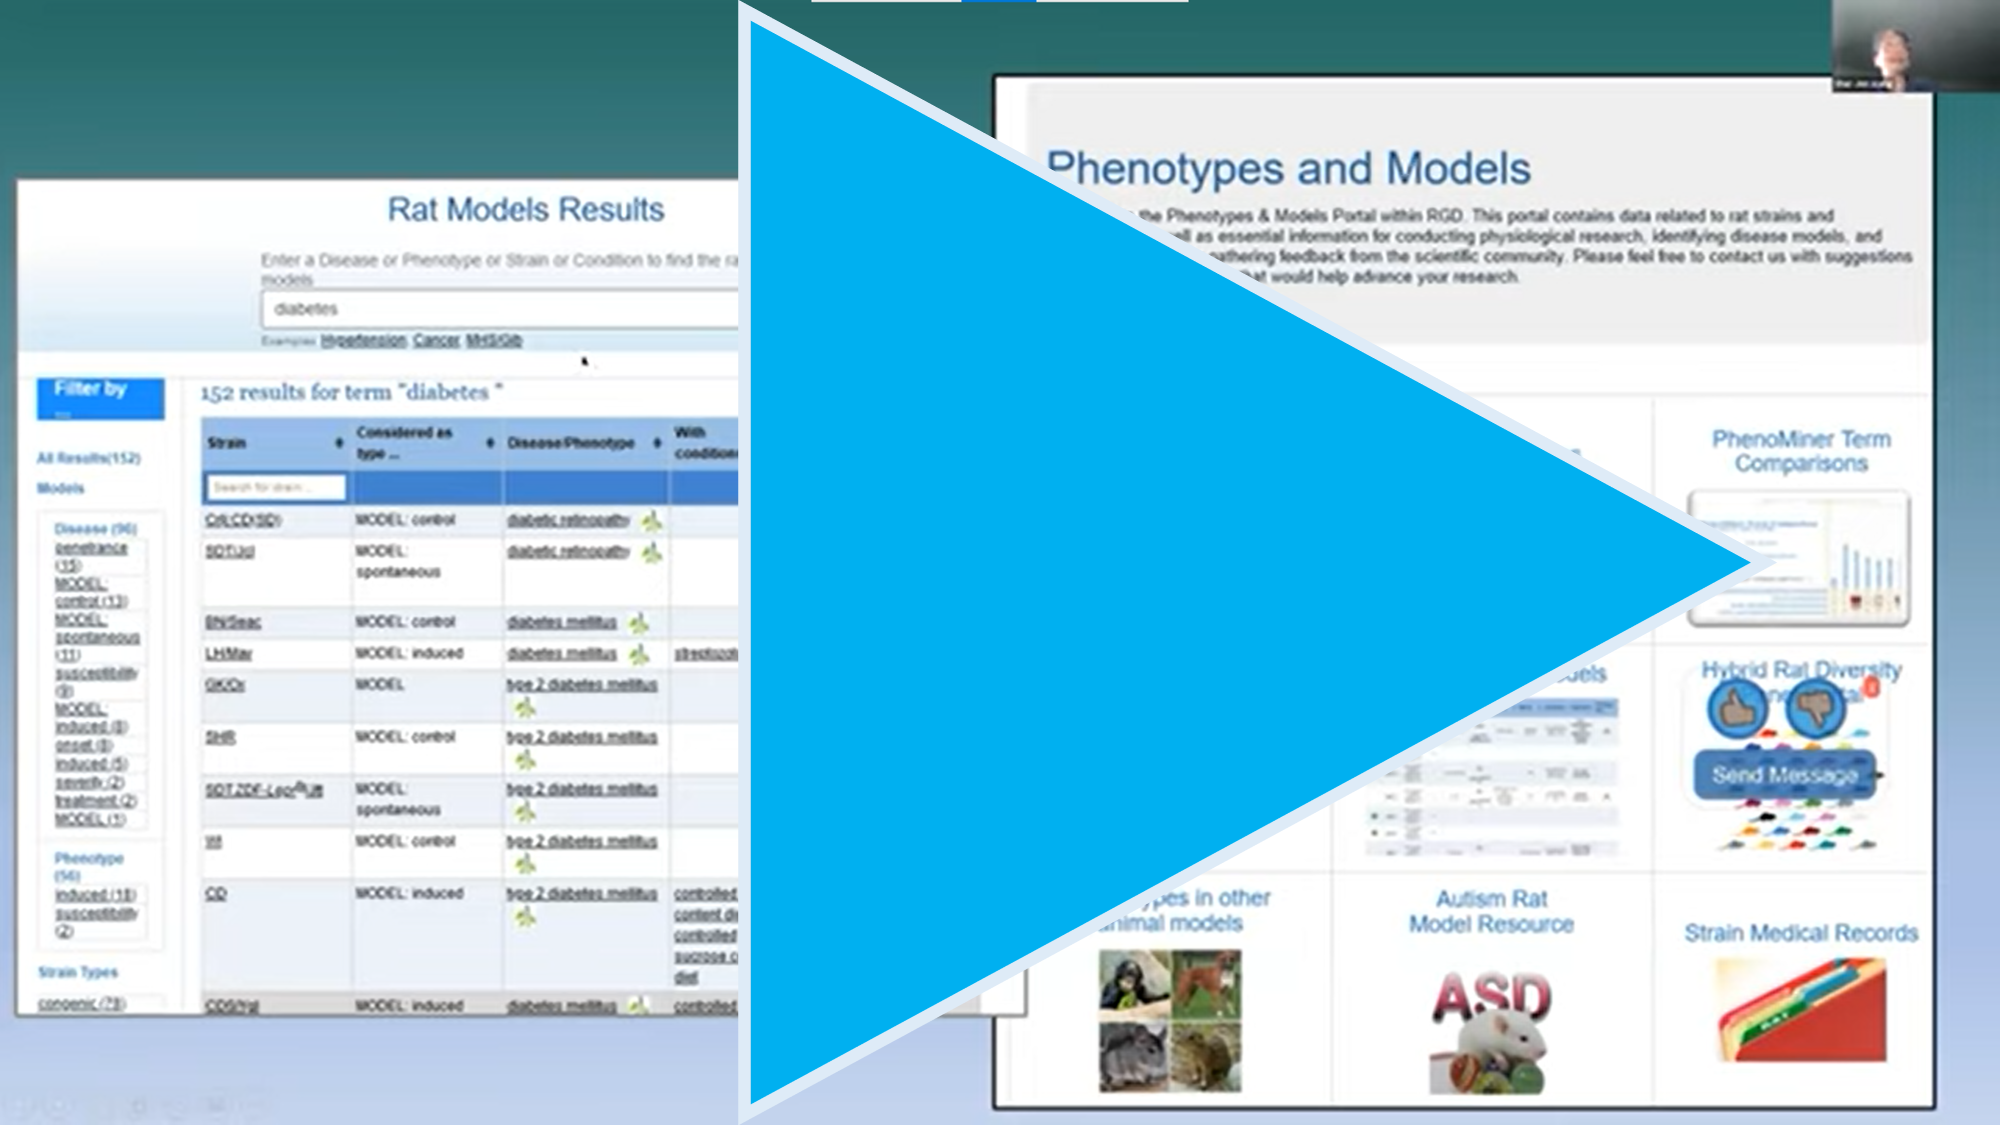 Rat Models Results
Enter a Disease or Phenotype or Strain or Condition to find the ra
models
diabetes
Examples: Hypertension, Cancer, MHS/Gib
Filter by
...
152 results for term "diabetes "
All Results(152)
Models
Disease (96)
penetrance
(15)
MODEL:
control (13)
MODEL:
spontaneous
(11)
susceptibility
(9)
MODEL:
induced (8)
onset (8)
induced (5)
severity (2)
treatment (2)
MODEL (1)
Phenotype
(56)
induced (18)
susceptibility
(2)
Strain Types
congenic (78)
Strain
Considered as
type ...
Disease/Phenotype
With
condition
Search for strain ...
Crl:CD(SD) MODEL: control diabetic retinopathy
SDT/Jcl MODEL: diabetic retinopathy
spontaneous
BN/Seac MODEL: control diabetes mellitus
LH/Mav MODEL: induced diabetes mellitus streptozot
GK/Ox MODEL type 2 diabetes mellitus
SHR MODEL: control type 2 diabetes mellitus
MODEL: type 2 diabetes mellitus
spontaneous
WI MODEL: control type 2 diabetes mellitus
CD MODEL: induced type 2 diabetes mellitus controlled
content di
controlled
sucrose c
diet
MODEL: induced diabetes mellitus controlled
Phenotypes and Models
the Phenotypes & Models Portal within RGD. This portal contains data related to rat strains and
ell as essential information for conducting physiological research, identifying disease models, and
gathering feedback from the scientific community. Please feel free to contact us with suggestions
at would help advance your research.
PhenoMiner Term
Comparisons
dels
Hybrid Rat Diversity
Send Message
ypes in other
animal models
Autism Rat
Model Resource
ASD
Strain Medical Records
RAT